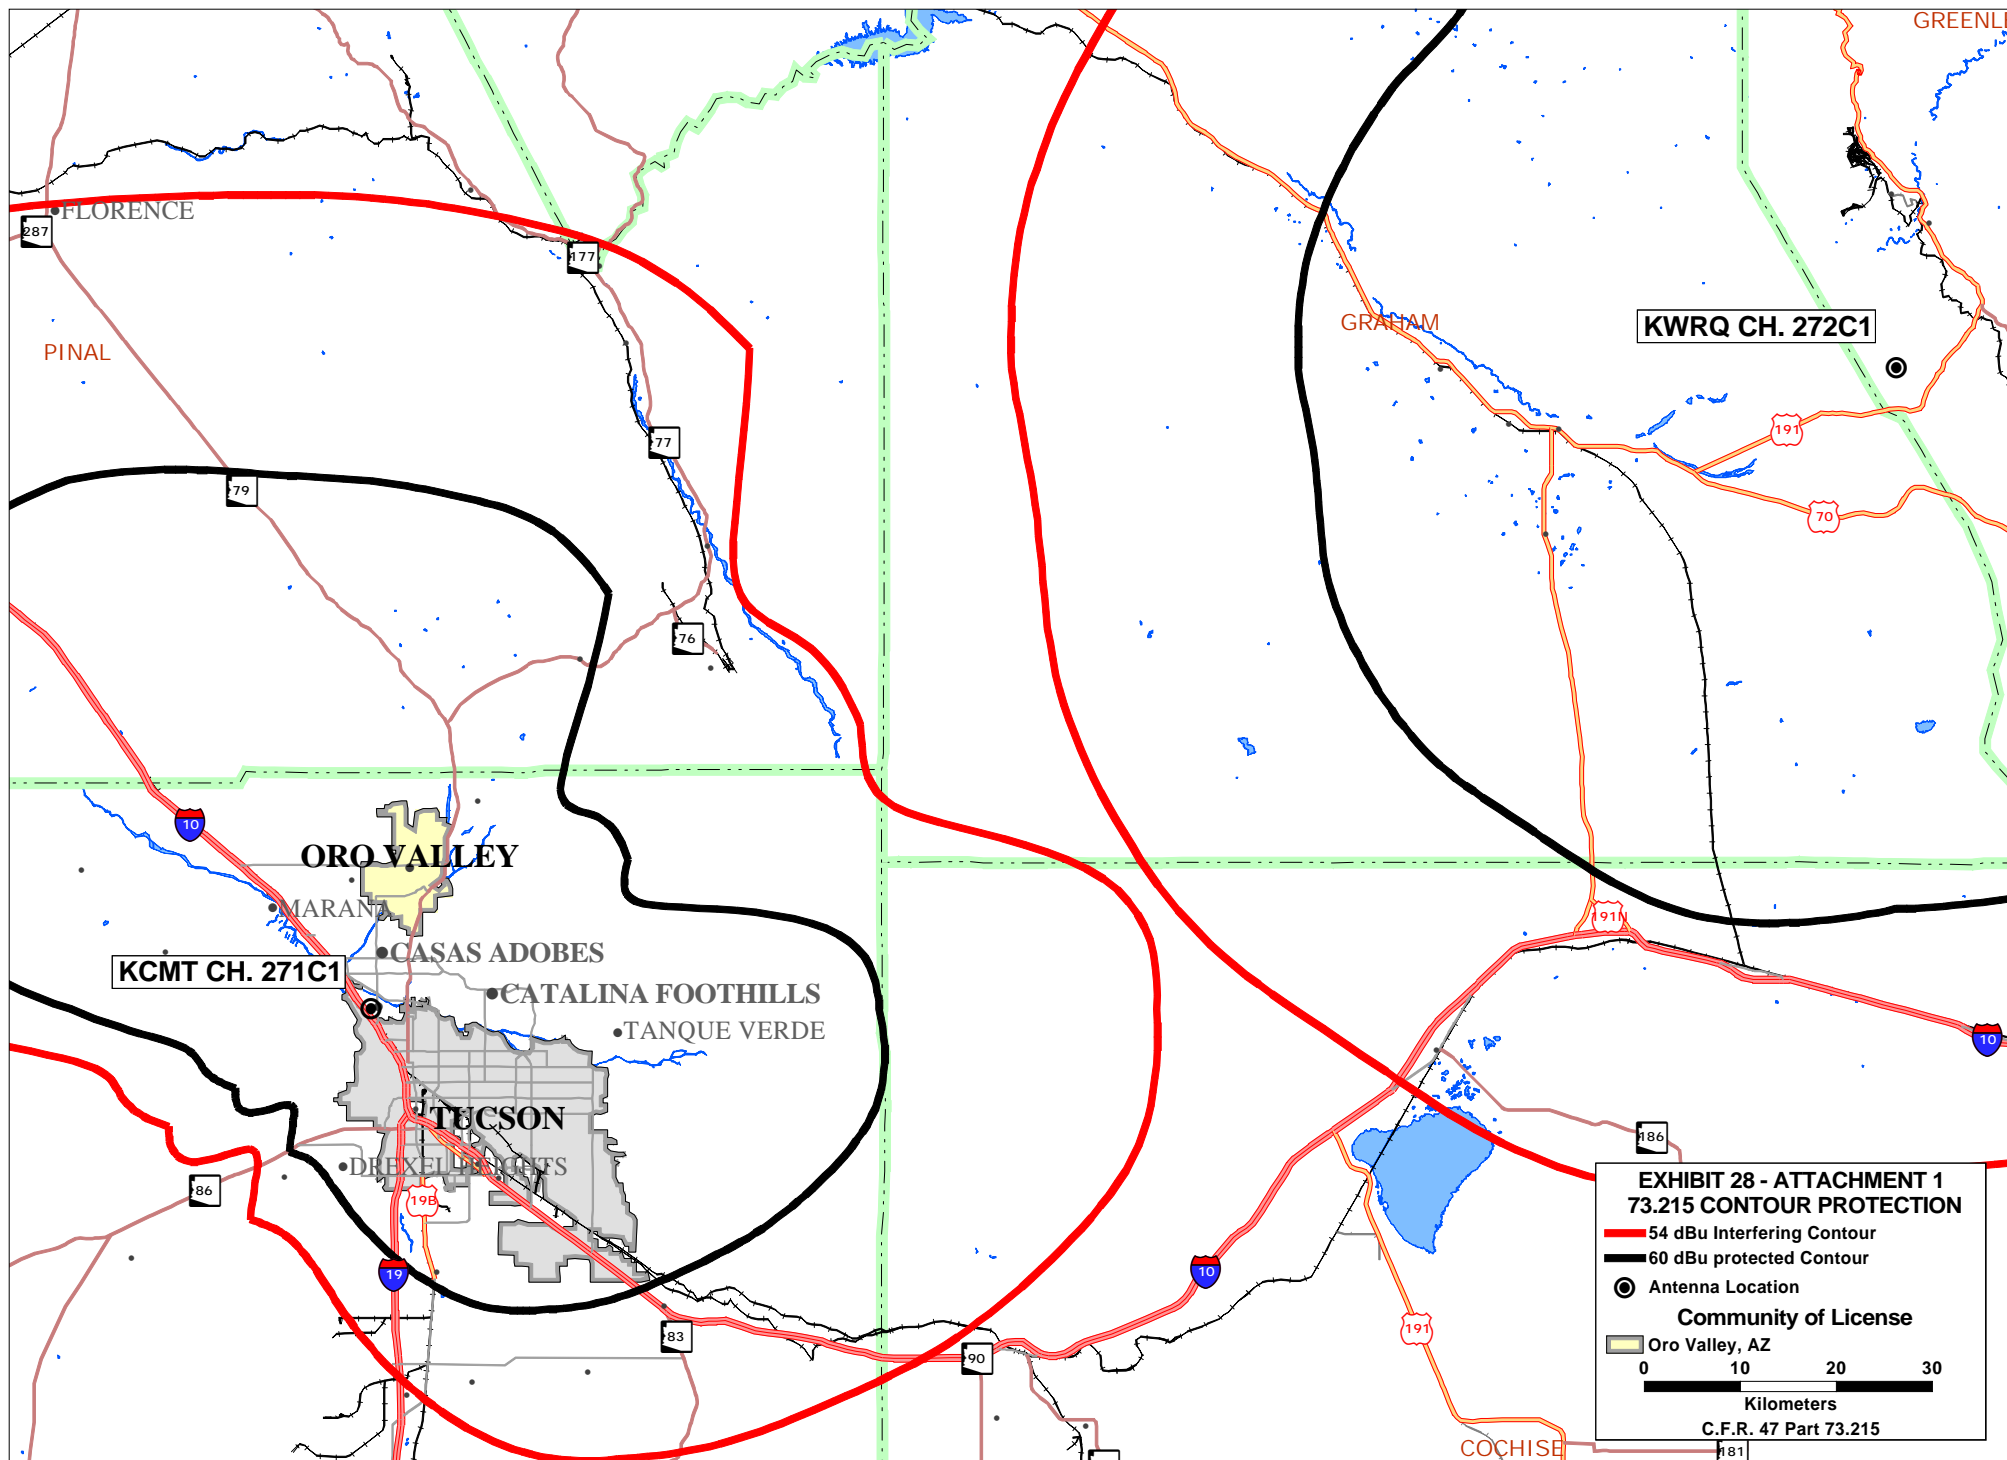 GREENLE
FLORENCE
287
177
PINAL
GRAHAM
KWRQ CH. 272C1
77
191
79
70
76
10
ORO VALLEY
MARANA
191N
CASAS ADOBES
KCMT CH. 271C1
CATALINA FOOTHILLS
TANQUE VERDE
10
TUCSON
186
DREXEL HEIGHTS
86
19B
19
10
83
191
90
EXHIBIT 28 - ATTACHMENT 1
73.215 CONTOUR PROTECTION
54 dBu Interfering Contour
60 dBu protected Contour
Antenna Location
Community of License
Oro Valley, AZ
0 10 20 30
Kilometers
C.F.R. 47 Part 73.215
COCHISE
181